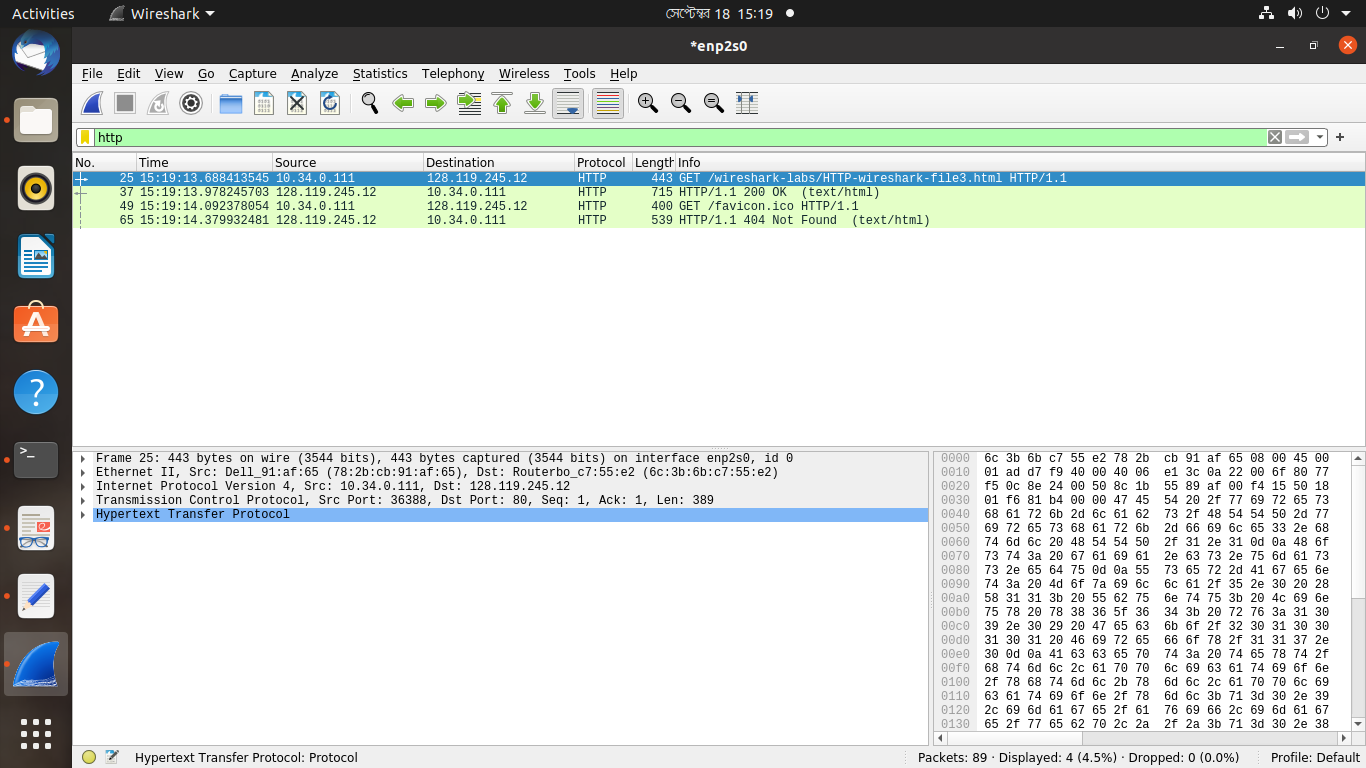 Activities Wireshark সেপ্টেম্বর 18 15:19
*enp2s0
File Edit View Go Capture Analyze Statistics Telephony Wireless Tools Help
http
No. Time Source Destination Protocol Length Info
25 15:19:13.688413545 10.34.0.111 128.119.245.12 HTTP 443 GET /wireshark-labs/HTTP-wireshark-file3.html HTTP/1.1
37 15:19:13.978245703 128.119.245.12 10.34.0.111 HTTP 715 HTTP/1.1 200 OK (text/html)
49 15:19:14.092378054 10.34.0.111 128.119.245.12 HTTP 400 GET /favicon.ico HTTP/1.1
65 15:19:14.379932481 128.119.245.12 10.34.0.111 HTTP 539 HTTP/1.1 404 Not Found (text/html)
Frame 25: 443 bytes on wire (3544 bits), 443 bytes captured (3544 bits) on interface enp2s0, id 0
Ethernet II, Src: Dell_91:af:65 (78:2b:cb:91:af:65), Dst: Routerbo_c7:55:e2 (6c:3b:6b:c7:55:e2)
Internet Protocol Version 4, Src: 10.34.0.111, Dst: 128.119.245.12
Transmission Control Protocol, Src Port: 36388, Dst Port: 80, Seq: 1, Ack: 1, Len: 389
Hypertext Transfer Protocol
0000 6c 3b 6b c7 55 e2 78 2b cb 91 af 65 08 00 45 00
0010 01 ad d7 f9 40 00 40 06 e1 3c 0a 22 00 6f 80 77
0020 f5 0c 8e 24 00 50 8c 1b 55 89 af 00 f4 15 50 18
0030 01 f6 81 b4 00 00 47 45 54 20 2f 77 69 72 65 73
0040 68 61 72 6b 2d 6c 61 62 73 2f 48 54 54 50 2d 77
0050 69 72 65 73 68 61 72 6b 2d 66 69 6c 65 33 2e 68
0060 74 6d 6c 20 48 54 54 50 2f 31 2e 31 0d 0a 48 6f
0070 73 74 3a 20 67 61 69 61 2e 63 73 2e 75 6d 61 73
0080 73 2e 65 64 75 0d 0a 55 73 65 72 2d 41 67 65 6e
0090 74 3a 20 4d 6f 7a 69 6c 6c 61 2f 35 2e 30 20 28
00a0 58 31 31 3b 20 55 62 75 6e 74 75 3b 20 4c 69 6e
00b0 75 78 20 78 38 36 5f 36 34 3b 20 72 76 3a 31 30
00c0 39 2e 30 29 20 47 65 63 6b 6f 2f 32 30 31 30 30
00d0 31 30 31 20 46 69 72 65 66 6f 78 2f 31 31 37 2e
00e0 30 0d 0a 41 63 63 65 70 74 3a 20 74 65 78 74 2f
00f0 68 74 6d 6c 2c 61 70 70 6c 69 63 61 74 69 6f 6e
0100 2f 78 68 74 6d 6c 2b 78 6d 6c 2c 61 70 70 6c 69
0110 63 61 74 69 6f 6e 2f 78 6d 6c 3b 71 3d 30 2e 39
0120 2c 69 6d 61 67 65 2f 61 76 69 66 2c 69 6d 61 67
0130 65 2f 77 65 62 70 2c 2a 2f 2a 3b 71 3d 30 2e 38
Hypertext Transfer Protocol: Protocol Packets: 89 · Displayed: 4 (4.5%) · Dropped: 0 (0.0%) Profile: Default